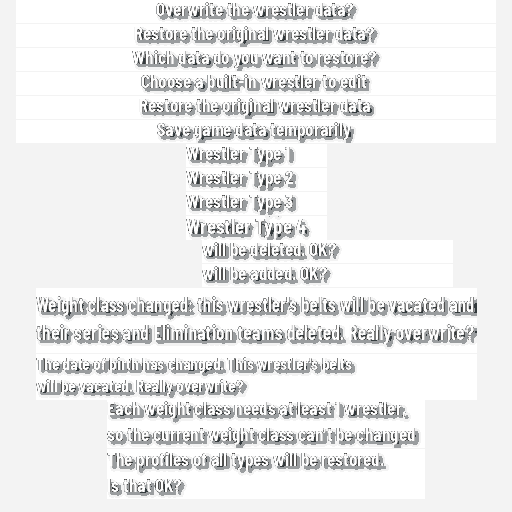 Overwrite the wrestler data?
Restore the original wrestler data?
Which data do you want to restore?
Choose a built-in wrestler to edit
Restore the original wrestler data
Save game data temporarily
Wrestler Type 1
Wrestler Type 2
Wrestler Type 3
Wrestler Type 4
will be deleted. OK?
will be added. OK?
Weight class changed: this wrestler's belts will be vacated and
their series and Elimination teams deleted. Really overwrite?
The date of birth has changed. This wrestler's belts
will be vacated. Really overwrite?
Each weight class needs at least 1 wrestler,
so the current weight class can't be changed
The profiles of all types will be restored.
Is that OK?